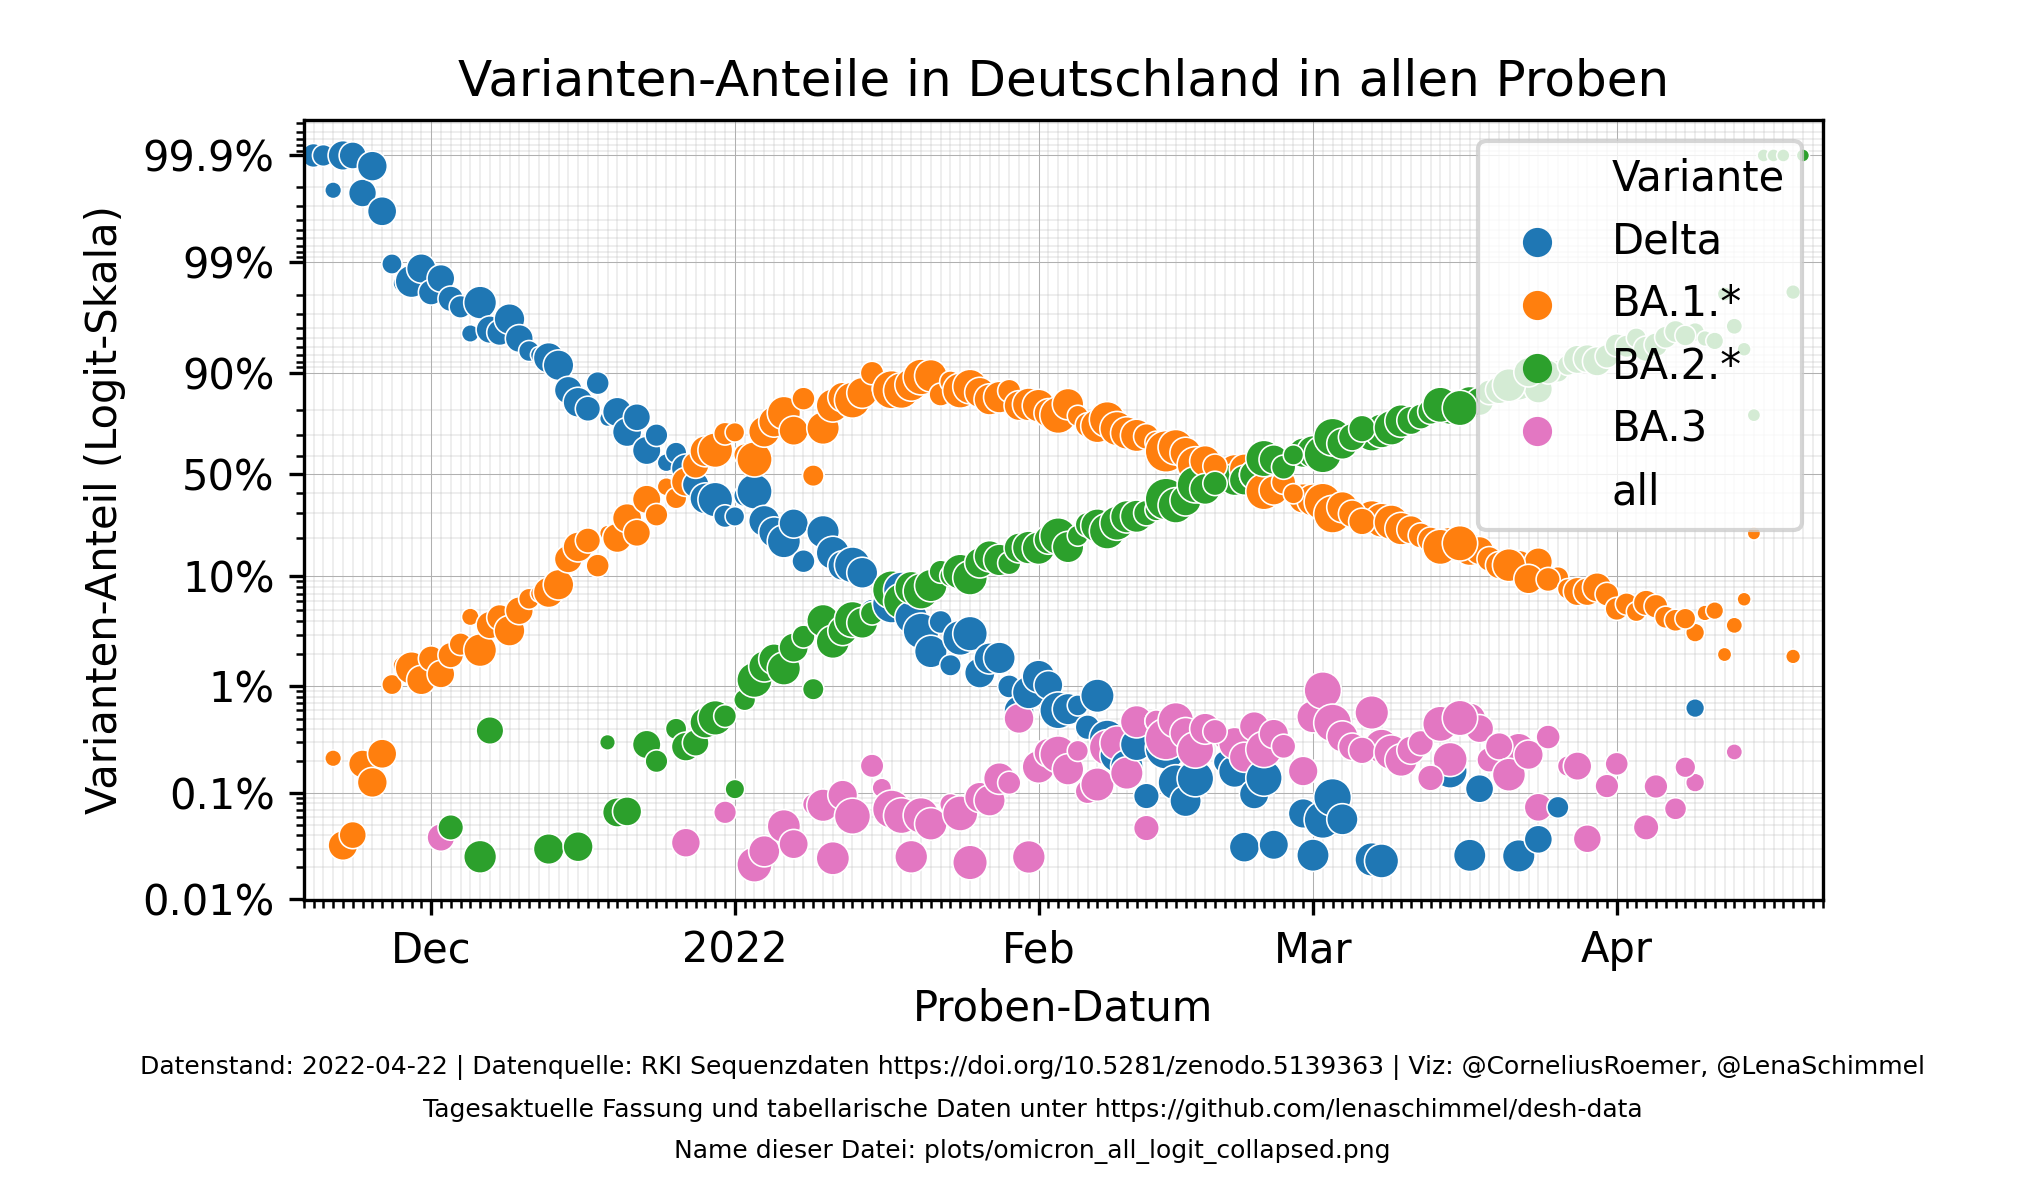 Varianten-Anteile in Deutschland in allen Proben
Varianten-Anteil (Logit-Skala)
99.9%
99%
90%
50%
10%
1%
0.1%
0.01%
Variante
Delta
BA.1.*
BA.2.*
BA.3
all
Dec
2022
Feb
Mar
Apr
Proben-Datum
Datenstand: 2022-04-22 | Datenquelle: RKI Sequenzdaten https://doi.org/10.5281/zenodo.5139363 | Viz: @CorneliusRoemer, @LenaSchimmel
Tagesaktuelle Fassung und tabellarische Daten unter https://github.com/lenaschimmel/desh-data
Name dieser Datei: plots/omicron_all_logit_collapsed.png